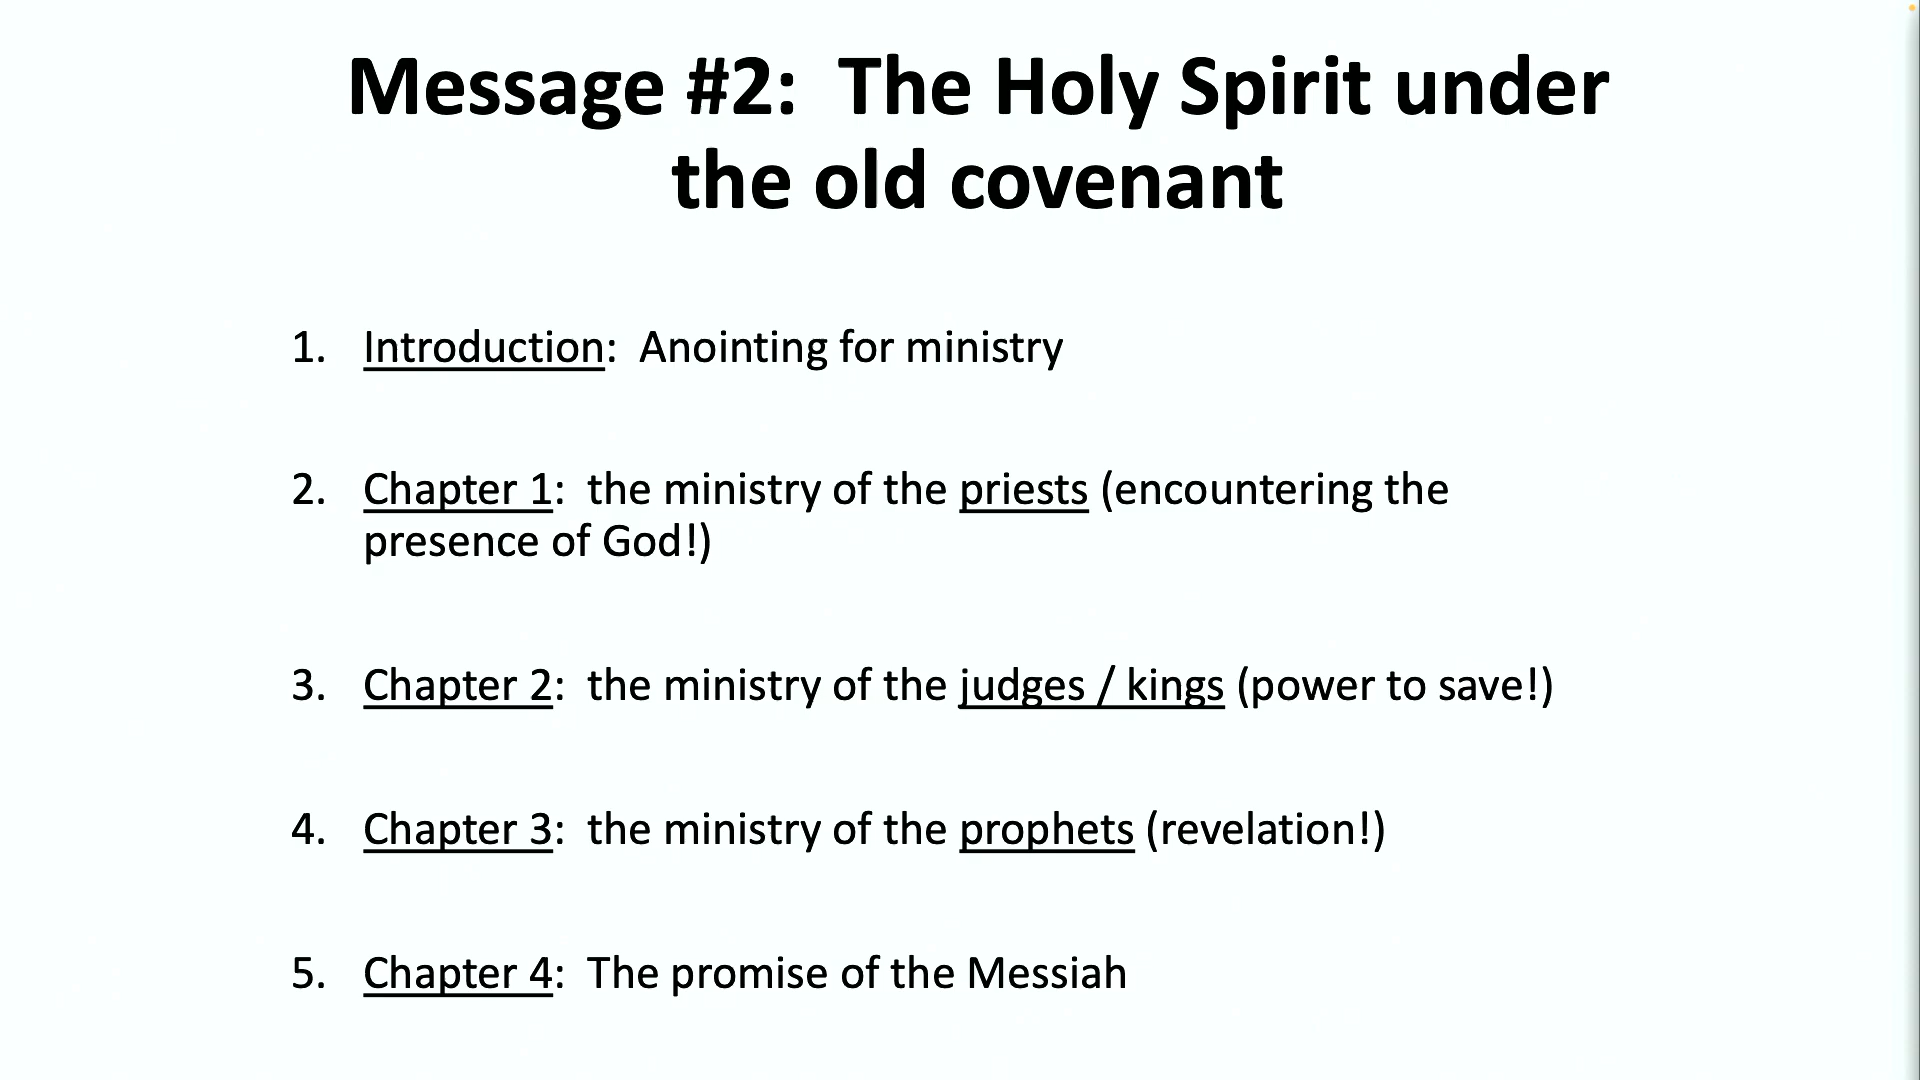 Message #2:  The Holy Spirit under
the old covenant
1. Introduction:  Anointing for ministry
2. Chapter 1:  the ministry of the priests (encountering the
presence of God!)
3. Chapter 2:  the ministry of the judges / kings (power to save!)
4. Chapter 3:  the ministry of the prophets (revelation!)
5. Chapter 4:  The promise of the Messiah